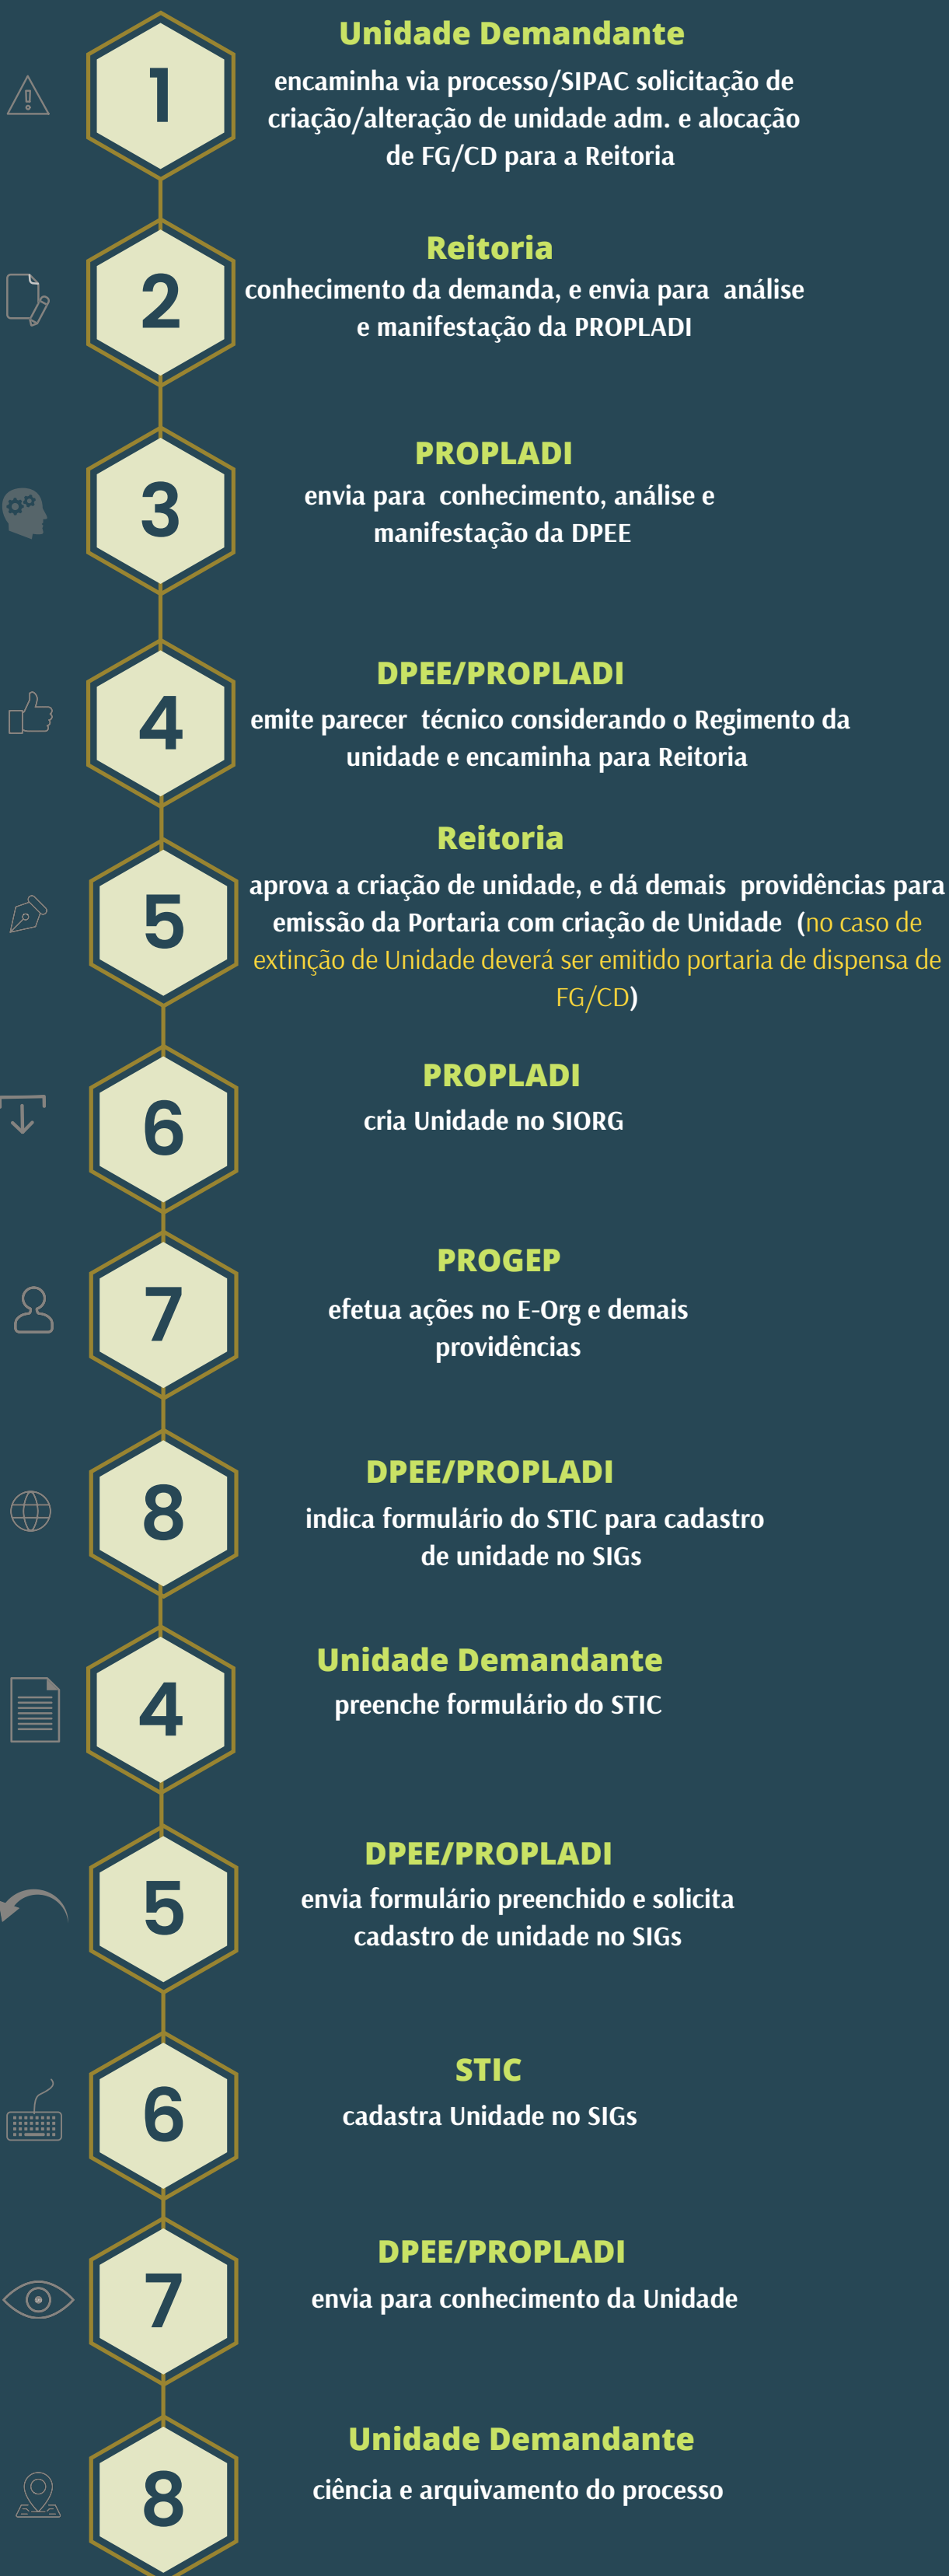 1
Unidade Demandante
encaminha via processo/SIPAC solicitação de
criação/alteração de unidade adm. e alocação
de FG/CD para a Reitoria
2
Reitoria
conhecimento da demanda, e envia para análise
e manifestação da PROPLADI
3
PROPLADI
envia para conhecimento, análise e
manifestação da DPEE
4
DPEE/PROPLADI
emite parecer técnico considerando o Regimento da
unidade e encaminha para Reitoria
5
Reitoria
aprova a criação de unidade, e dá demais providências para
emissão da Portaria com criação de Unidade (no caso de
extinção de Unidade deverá ser emitido portaria de dispensa de
FG/CD)
6
PROPLADI
cria Unidade no SIORG
7
PROGEP
efetua ações no E-Org e demais
providências
8
DPEE/PROPLADI
indica formulário do STIC para cadastro
de unidade no SIGs
4
Unidade Demandante
preenche formulário do STIC
5
DPEE/PROPLADI
envia formulário preenchido e solicita
cadastro de unidade no SIGs
6
STIC
cadastra Unidade no SIGs
7
DPEE/PROPLADI
envia para conhecimento da Unidade
8
Unidade Demandante
ciência e arquivamento do processo